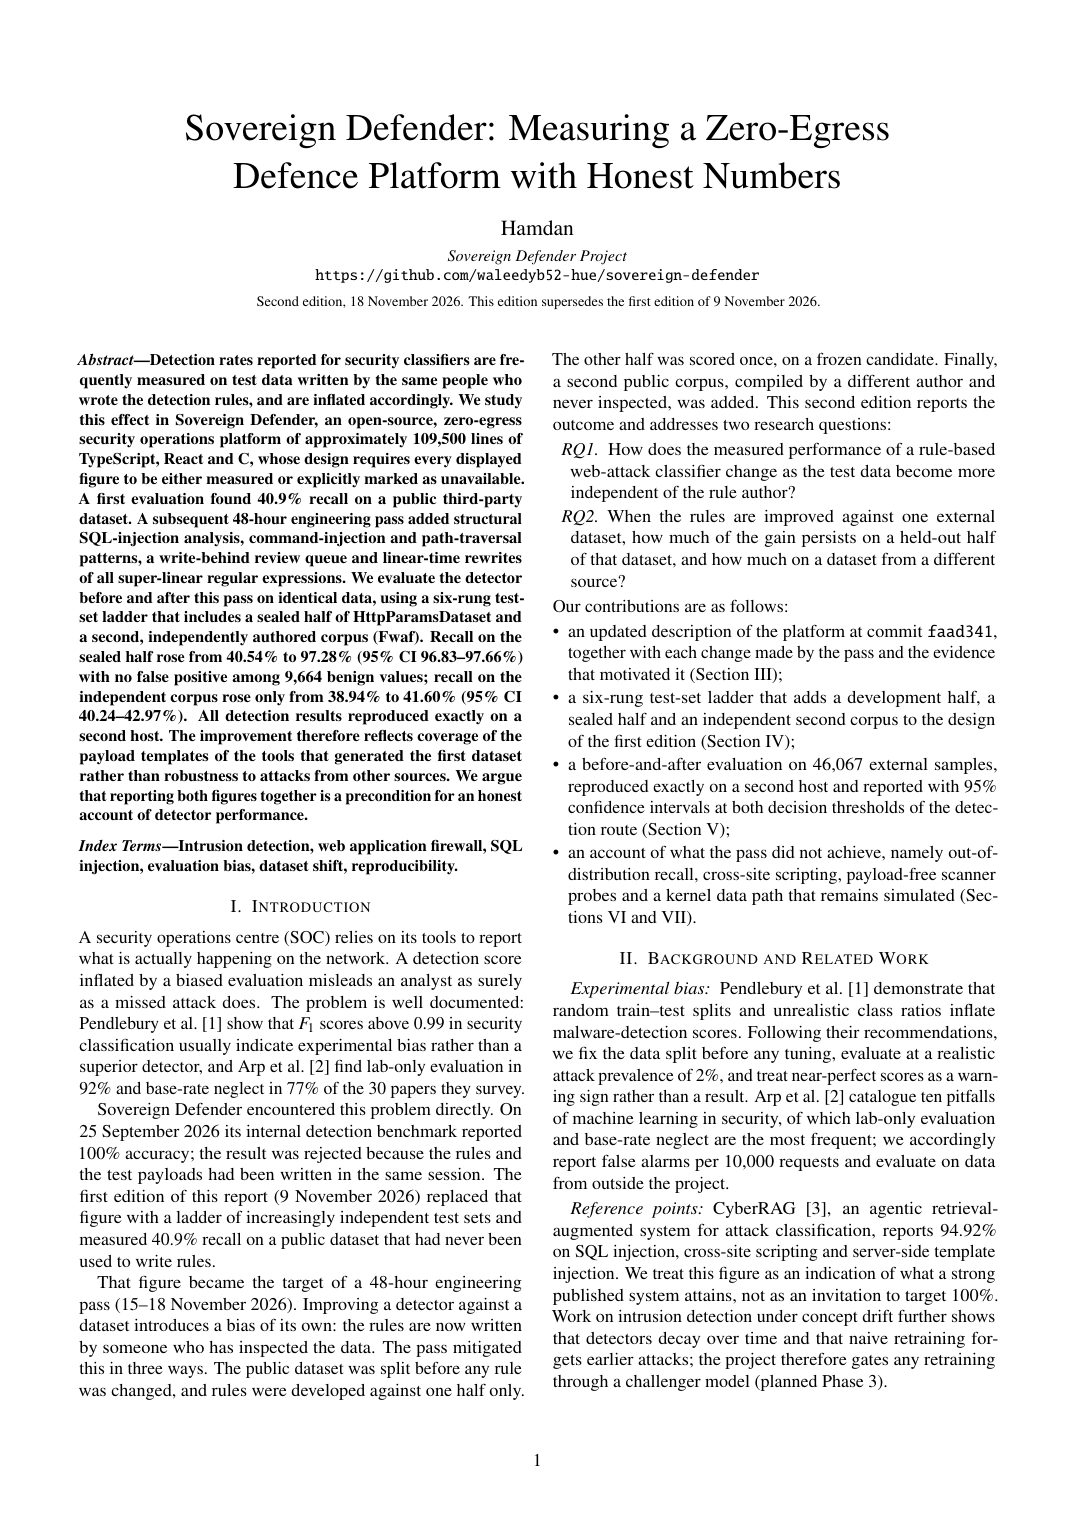 Sovereign Defender: Measuring a Zero-Egress
Defence Platform with Honest Numbers
Hamdan
Sovereign Defender Project
https://github.com/waleedyb52-hue/sovereign-defender
Second edition, 18 November 2026. This edition supersedes the first edition of 9 November 2026.
Abstract—Detection rates reported for security classifiers are fre-
quently measured on test data written by the same people who
wrote the detection rules, and are inflated accordingly. We study
this effect in Sovereign Defender, an open-source, zero-egress
security operations platform of approximately 109,500 lines of
TypeScript, React and C, whose design requires every displayed
figure to be either measured or explicitly marked as unavailable.
A first evaluation found 40.9% recall on a public third-party
dataset. A subsequent 48-hour engineering pass added structural
SQL-injection analysis, command-injection and path-traversal
patterns, a write-behind review queue and linear-time rewrites
of all super-linear regular expressions. We evaluate the detector
before and after this pass on identical data, using a six-rung test-
set ladder that includes a sealed half of HttpParamsDataset and
a second, independently authored corpus (Fwaf). Recall on the
sealed half rose from 40.54% to 97.28% (95% CI 96.83–97.66%)
with no false positive among 9,664 benign values; recall on the
independent corpus rose only from 38.94% to 41.60% (95% CI
40.24–42.97%). All detection results reproduced exactly on a
second host. The improvement therefore reflects coverage of the
payload templates of the tools that generated the first dataset
rather than robustness to attacks from other sources. We argue
that reporting both figures together is a precondition for an honest
account of detector performance.
Index Terms—Intrusion detection, web application firewall, SQL
injection, evaluation bias, dataset shift, reproducibility.
I. INTRODUCTION
A security operations centre (SOC) relies on its tools to report
what is actually happening on the network. A detection score
inflated by a biased evaluation misleads an analyst as surely
as a missed attack does. The problem is well documented:
Pendlebury et al. [1] show that F1 scores above 0.99 in security
classification usually indicate experimental bias rather than a
superior detector, and Arp et al. [2] find lab-only evaluation in
92% and base-rate neglect in 77% of the 30 papers they survey.
Sovereign Defender encountered this problem directly. On
25 September 2026 its internal detection benchmark reported
100% accuracy; the result was rejected because the rules and
the test payloads had been written in the same session. The
first edition of this report (9 November 2026) replaced that
figure with a ladder of increasingly independent test sets and
measured 40.9% recall on a public dataset that had never been
used to write rules.
That figure became the target of a 48-hour engineering
pass (15–18 November 2026). Improving a detector against a
dataset introduces a bias of its own: the rules are now written
by someone who has inspected the data. The pass mitigated
this in three ways. The public dataset was split before any rule
was changed, and rules were developed against one half only.
The other half was scored once, on a frozen candidate. Finally,
a second public corpus, compiled by a different author and
never inspected, was added. This second edition reports the
outcome and addresses two research questions:
RQ1. How does the measured performance of a rule-based
web-attack classifier change as the test data become more
independent of the rule author?
RQ2. When the rules are improved against one external
dataset, how much of the gain persists on a held-out half
of that dataset, and how much on a dataset from a different
source?
Our contributions are as follows:
• an updated description of the platform at commit faad341,
together with each change made by the pass and the evidence
that motivated it (Section III);
• a six-rung test-set ladder that adds a development half, a
sealed half and an independent second corpus to the design
of the first edition (Section IV);
• a before-and-after evaluation on 46,067 external samples,
reproduced exactly on a second host and reported with 95%
confidence intervals at both decision thresholds of the detec-
tion route (Section V);
• an account of what the pass did not achieve, namely out-of-
distribution recall, cross-site scripting, payload-free scanner
probes and a kernel data path that remains simulated (Sec-
tions VI and VII).
II. BACKGROUND AND RELATED WORK
Experimental bias: Pendlebury et al. [1] demonstrate that
random train–test splits and unrealistic class ratios inflate
malware-detection scores. Following their recommendations,
we fix the data split before any tuning, evaluate at a realistic
attack prevalence of 2%, and treat near-perfect scores as a warn-
ing sign rather than a result. Arp et al. [2] catalogue ten pitfalls
of machine learning in security, of which lab-only evaluation
and base-rate neglect are the most frequent; we accordingly
report false alarms per 10,000 requests and evaluate on data
from outside the project.
Reference points: CyberRAG [3], an agentic retrieval-
augmented system for attack classification, reports 94.92%
on SQL injection, cross-site scripting and server-side template
injection. We treat this figure as an indication of what a strong
published system attains, not as an invitation to target 100%.
Work on intrusion detection under concept drift further shows
that detectors decay over time and that naive retraining for-
gets earlier attacks; the project therefore gates any retraining
through a challenger model (planned Phase 3).
1